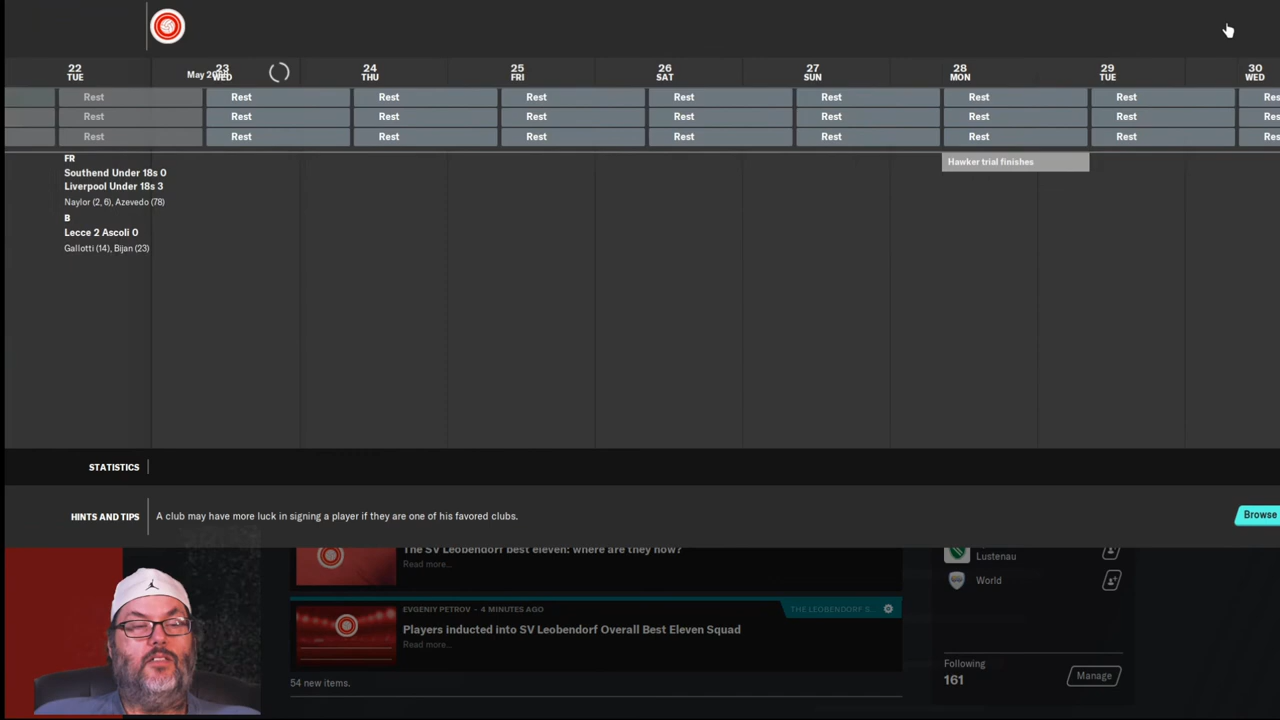 22 TUE
May 20
23 WED
24 THU
25 FRI
26 SAT
27 SUN
28 MON
29 TUE
30 WED
Rest Rest Rest Rest Rest Rest Rest Rest Res
Rest Rest Rest Rest Rest Rest Rest Rest Res
Rest Rest Rest Rest Rest Rest Rest Rest Res
Hawker trial finishes
FR
Southend Under 18s 0
Liverpool Under 18s 3
Naylor (2, 6), Azevedo (78)
B
Lecce 2 Ascoli 0
Gallotti (14), Bijan (23)
STATISTICS
HINTS AND TIPS
A club may have more luck in signing a player if they are one of his favored clubs.
Browse
The SV Leobendorf best eleven: where are they now?
Read more...
Lustenau
World
EVGENIY PETROV - 4 MINUTES AGO
THE LEOBENDORF S...
Players inducted into SV Leobendorf Overall Best Eleven Squad
Read more...
54 new items.
Following
161
Manage